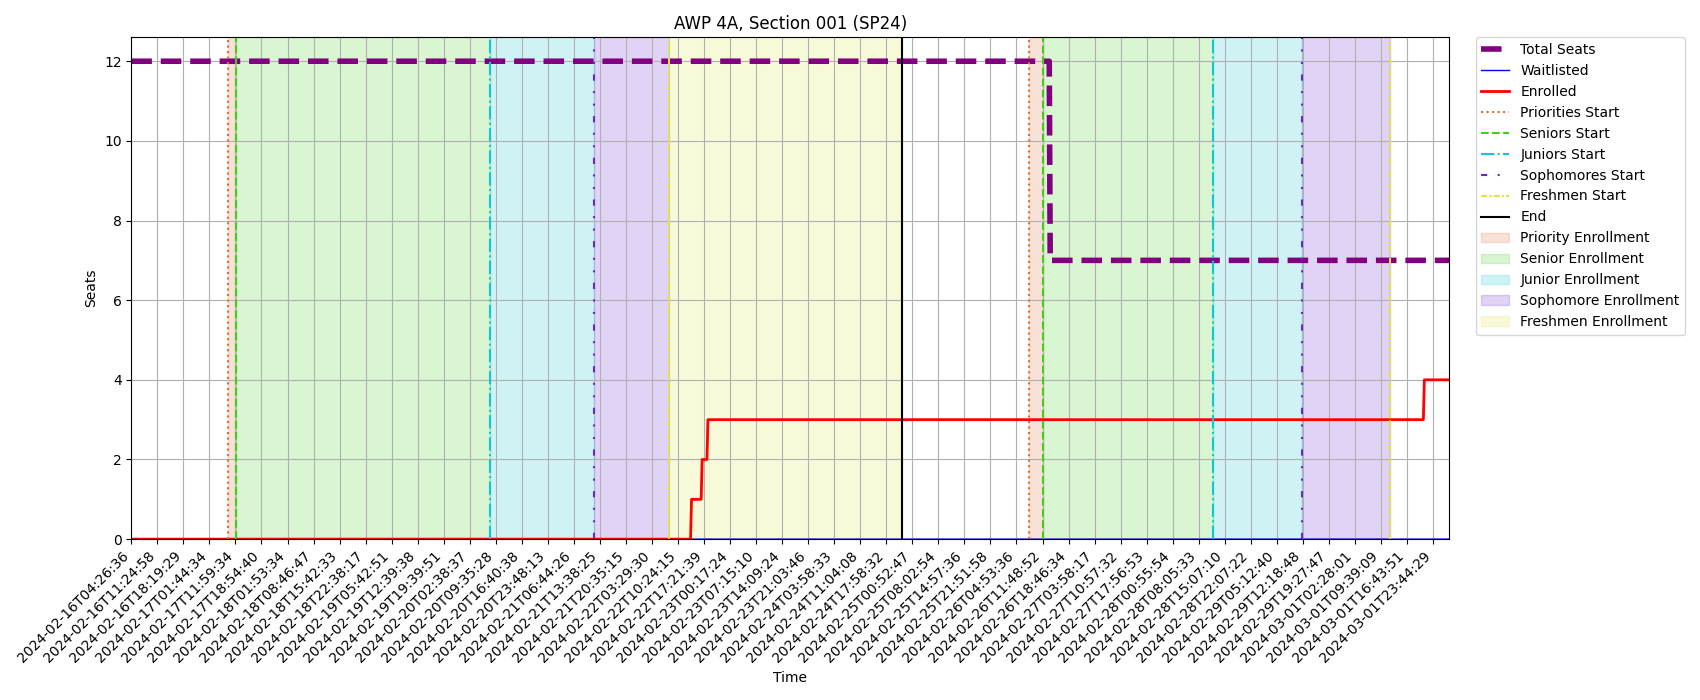 AWP 4A, Section 001 (SP24)
Seats
12
10
8
6
4
2
0
2024-02-16T04:26:36
2024-02-16T11:24:58
2024-02-16T18:19:29
2024-02-17T01:44:34
2024-02-17T11:59:34
2024-02-17T18:54:40
2024-02-18T01:53:34
2024-02-18T08:46:47
2024-02-18T15:42:33
2024-02-18T22:38:17
2024-02-19T05:42:51
2024-02-19T12:39:38
2024-02-19T19:39:51
2024-02-20T02:38:37
2024-02-20T09:35:28
2024-02-20T16:40:38
2024-02-20T23:48:13
2024-02-21T06:44:26
2024-02-21T13:38:25
2024-02-21T20:35:15
2024-02-22T03:29:30
2024-02-22T10:24:15
2024-02-22T17:21:39
2024-02-23T00:17:24
2024-02-23T07:15:10
2024-02-23T14:09:24
2024-02-23T21:03:46
2024-02-24T03:58:33
2024-02-24T11:04:08
2024-02-24T17:58:32
2024-02-25T00:52:47
2024-02-25T08:02:54
2024-02-25T14:57:36
2024-02-25T21:51:58
2024-02-26T04:53:36
2024-02-26T11:48:52
2024-02-26T18:46:34
2024-02-27T03:58:17
2024-02-27T10:57:32
2024-02-27T17:56:53
2024-02-28T00:55:54
2024-02-28T08:05:33
2024-02-28T15:07:10
2024-02-28T22:07:22
2024-02-29T05:12:40
2024-02-29T12:18:48
2024-02-29T19:27:47
2024-03-01T02:28:01
2024-03-01T09:39:09
2024-03-01T16:43:51
2024-03-01T23:44:29
Time
Total Seats
Waitlisted
Enrolled
Priorities Start
Seniors Start
Juniors Start
Sophomores Start
Freshmen Start
End
Priority Enrollment
Senior Enrollment
Junior Enrollment
Sophomore Enrollment
Freshmen Enrollment